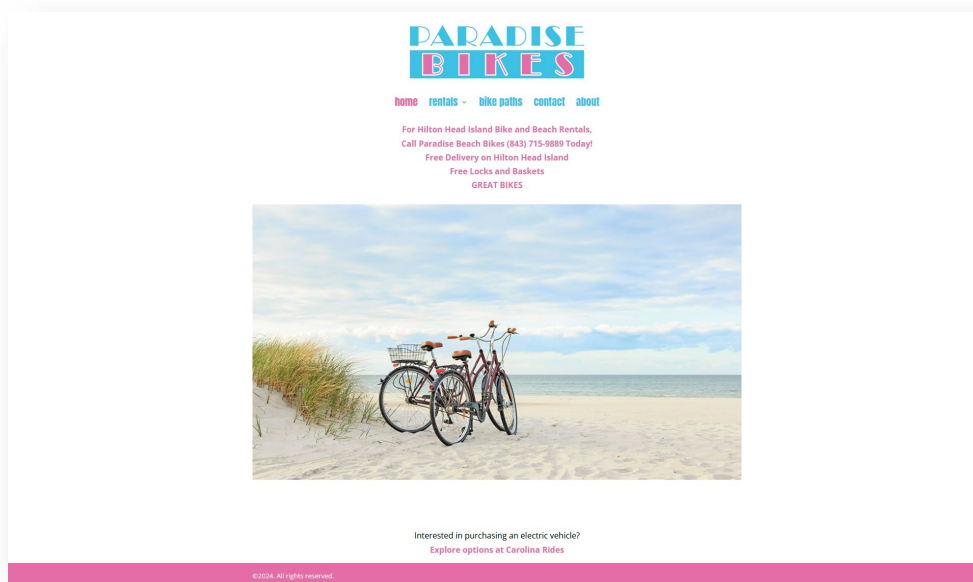 PARADISE
BIKES
home rentals bike paths contact about
For Hilton Head Island Bike and Beach Rentals,
Call Paradise Beach Bikes (843) 715-9889 Today!
Free Delivery on Hilton Head Island
Free Locks and Baskets
GREAT BIKES
Interested in purchasing an electric vehicle?
Explore options at Carolina Rides
©2024. All rights reserved.